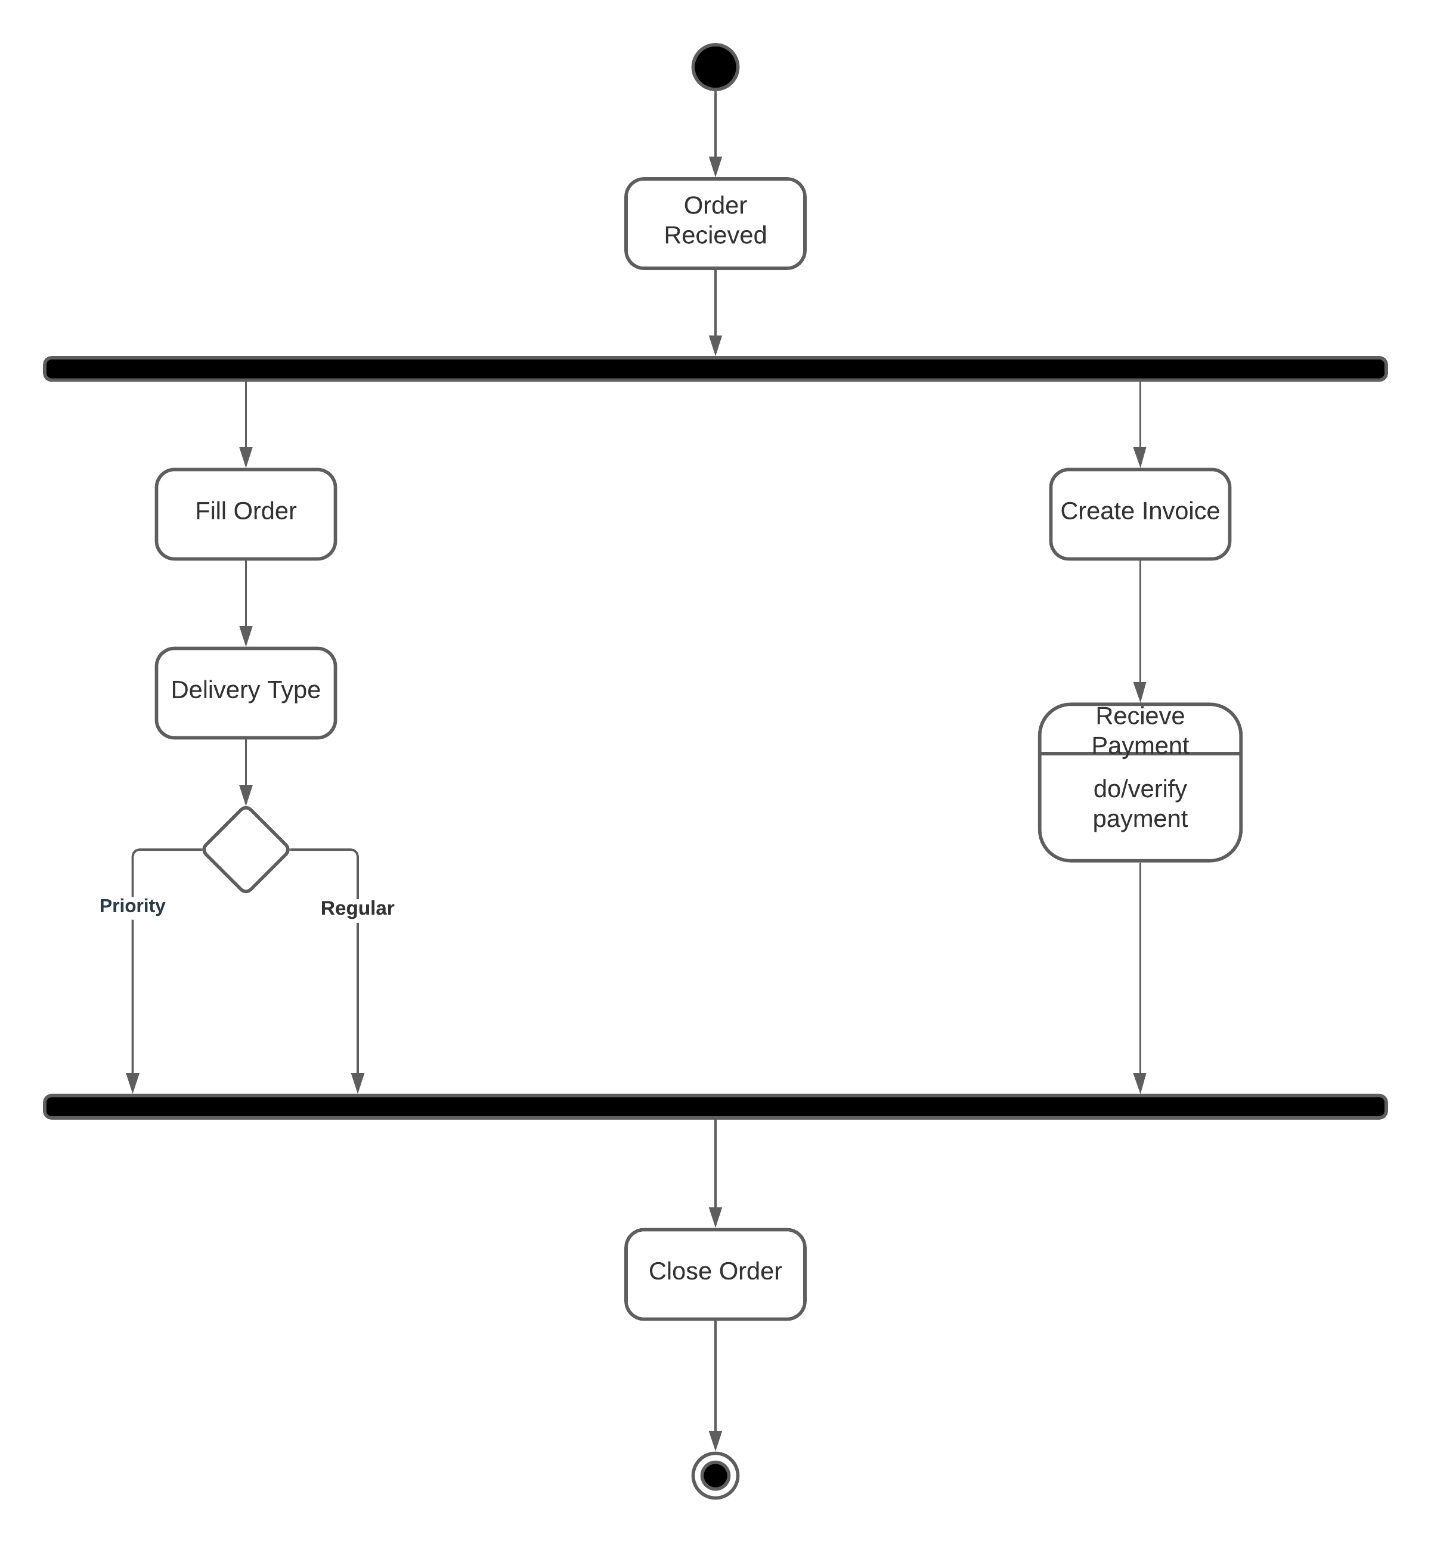 Order
Recieved
Fill Order
Create Invoice
Delivery Type
Recieve
Payment
do/verify
payment
Priority
Regular
Close Order